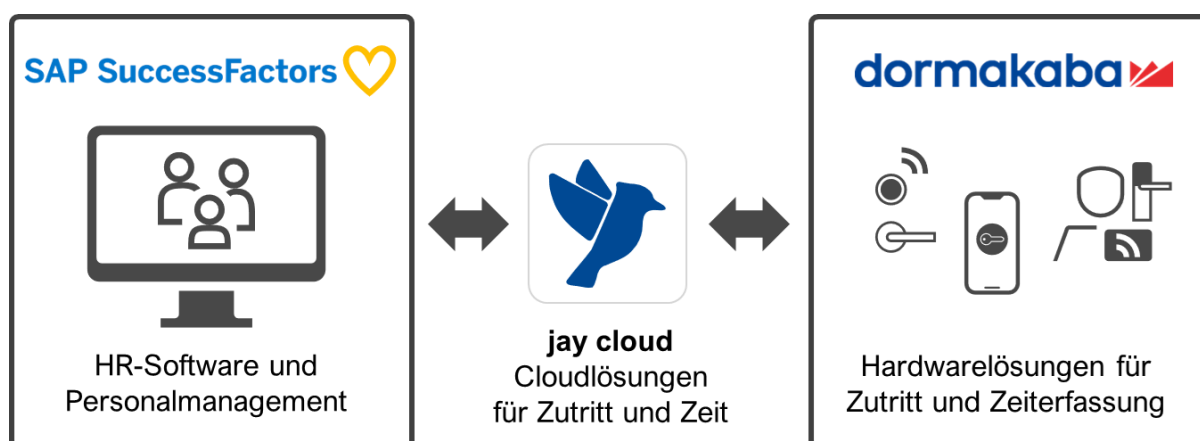 SAP SuccessFactors
HR-Software und
Personalmanagement
jay cloud
Cloudlösungen
für Zutritt und Zeit
dormakaba
Hardwarelösungen für
Zutritt und Zeiterfassung